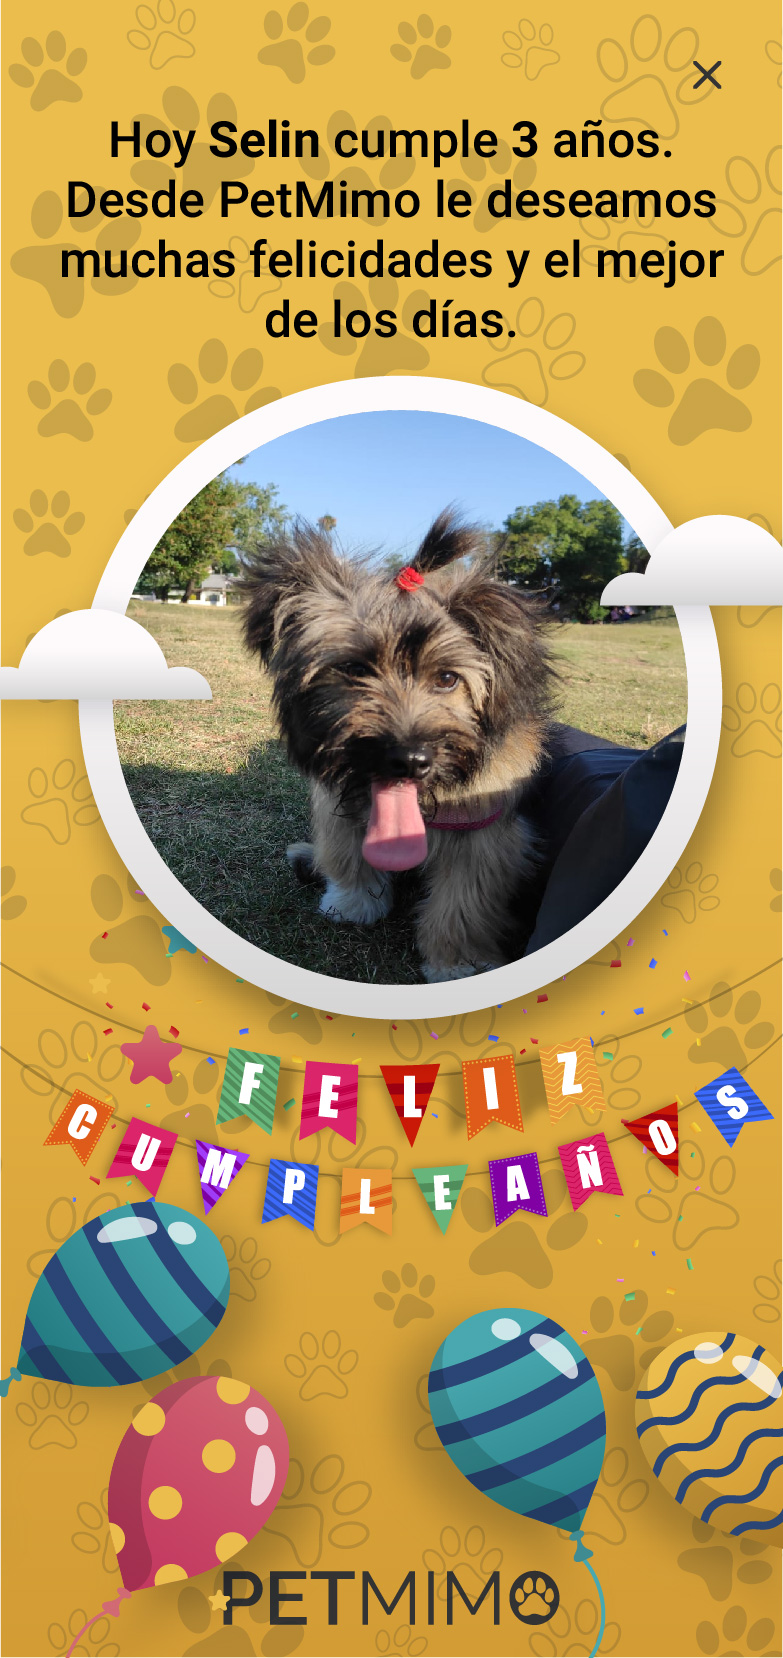 Hoy Selin cumple 3 años.
Desde PetMimo le deseamos
muchas felicidades y el mejor
de los días.
FELIZ
CUMPLEAÑOS
PETMIMO